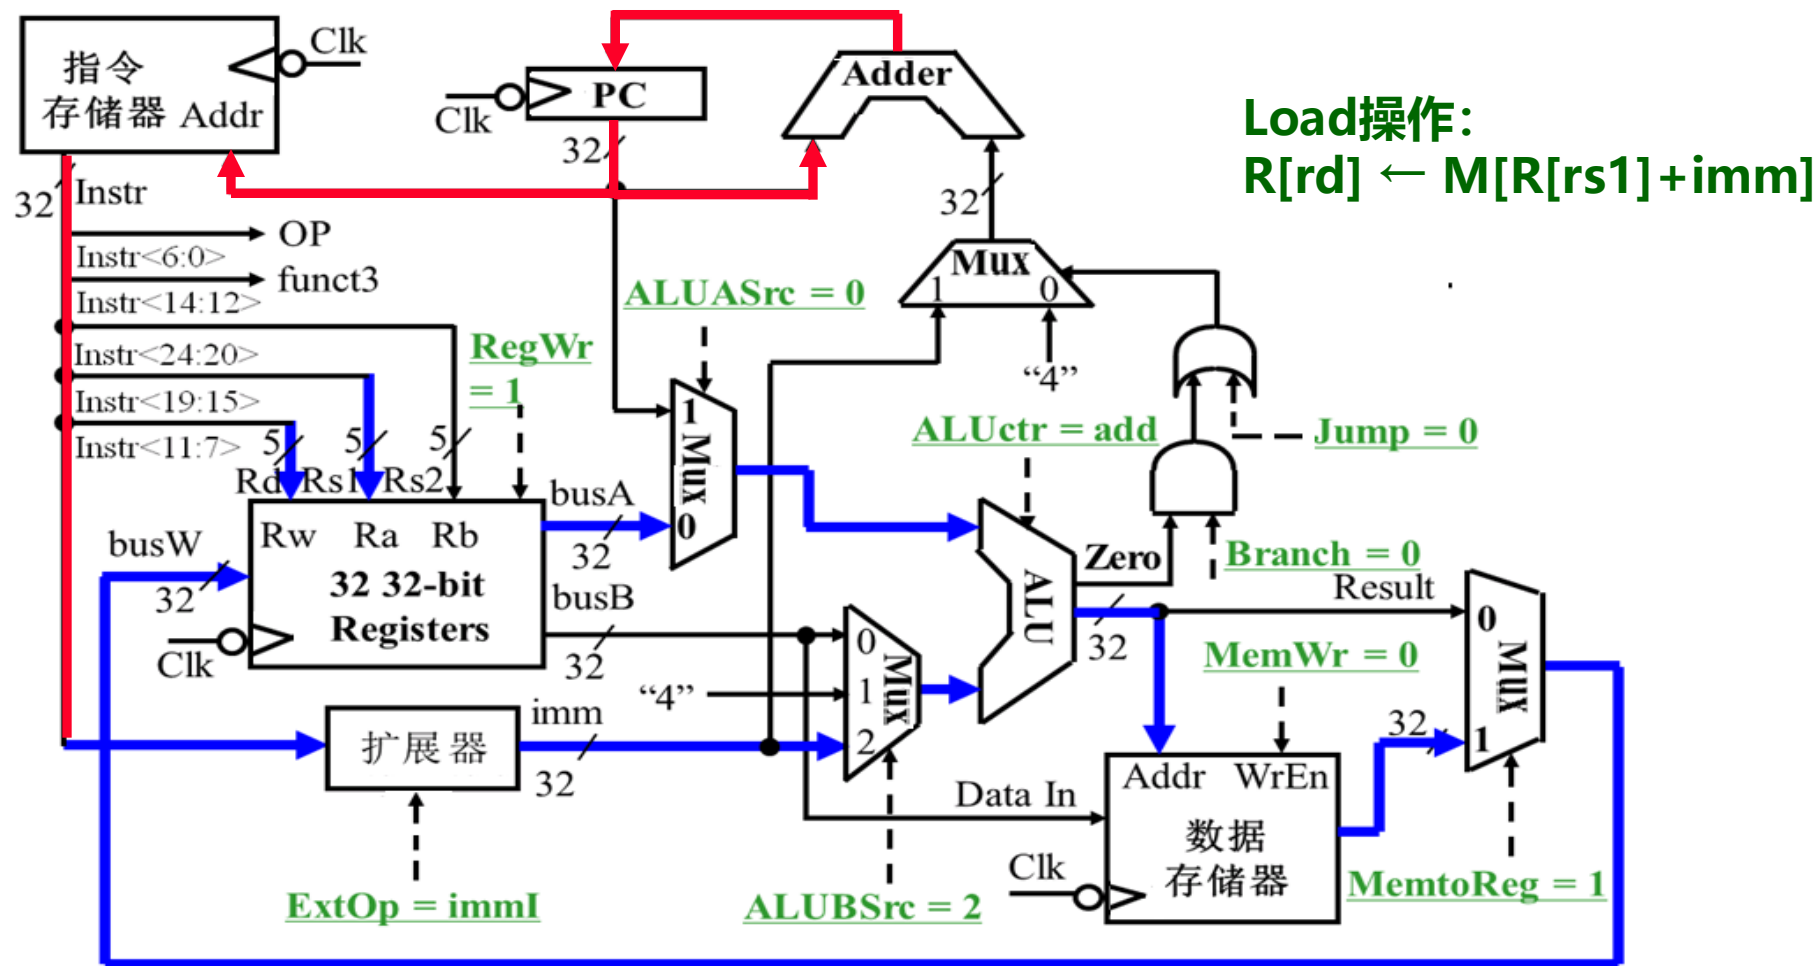 指令
存储器 Addr
Clk
PC
Clk
32
Adder
Load操作：
R[rd] ← M[R[rs1]+imm]
32
Instr
OP
Instr<6:0>
funct3
Instr<14:12>
Instr<24:20>
Instr<19:15>
Instr<11:7>
32
Mux
1
0
“4”
ALUASrc = 0
RegWr
= 1
ALUctr = add
Jump = 0
5
5
5
Rd
Rs1
Rs2
1
Mux
0
busW
32
Rw
Ra
Rb
32 32-bit
Registers
Clk
busA
32
busB
32
Zero
Branch = 0
Result
ALU
32
MemWr = 0
0
Mux
1
“4”
0
1
2
Mux
扩展器
imm
32
32
Data In
Addr
WrEn
数据
存储器
Clk
ExtOp = immI
ALUBSrc = 2
MemtoReg = 1